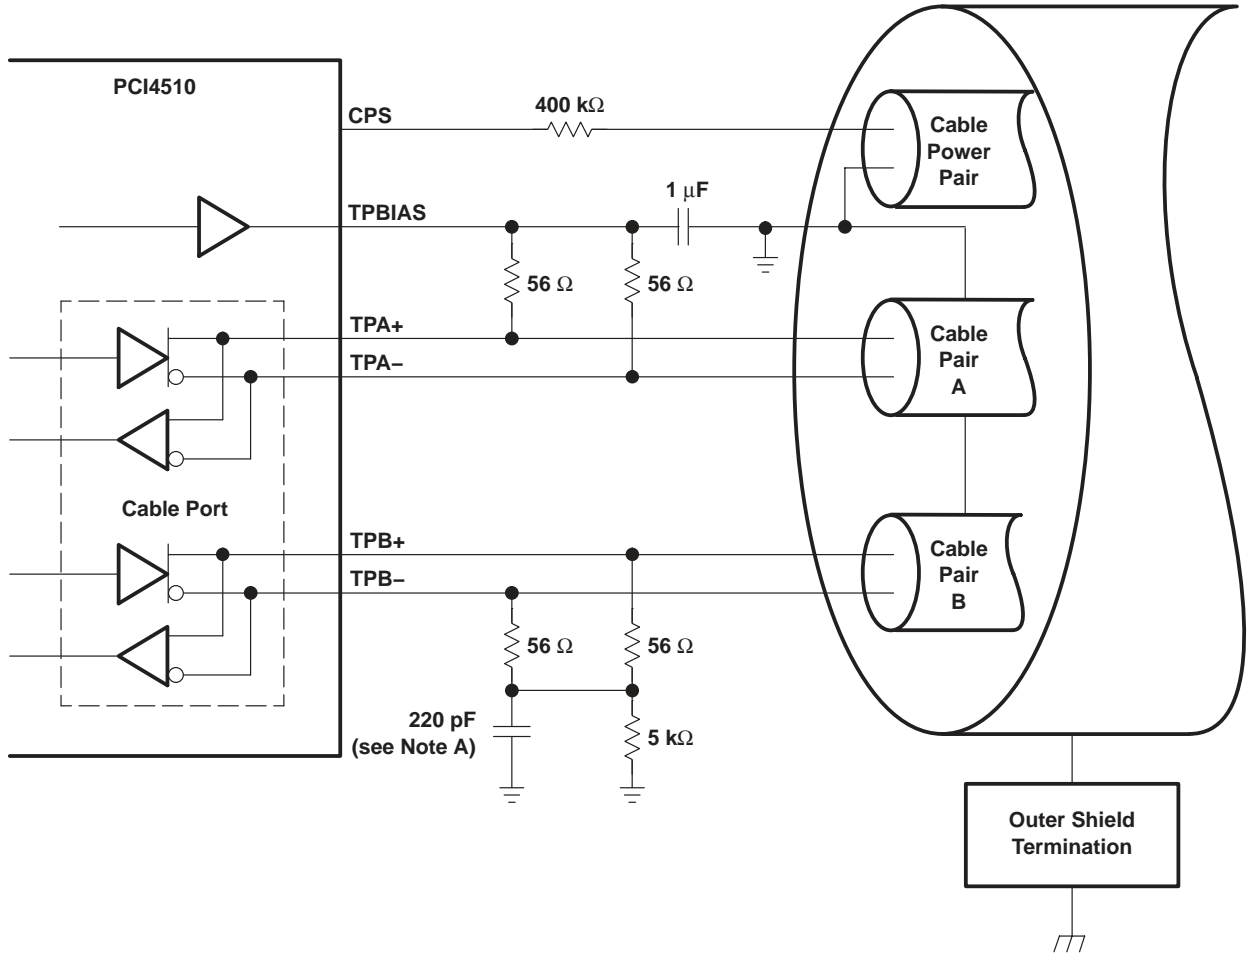 PCI4510
CPS
400 kΩ
Cable
Power
Pair
TPBIAS
1 μF
56 Ω
56 Ω
TPA+
TPA–
Cable
Pair
A
Cable Port
TPB+
TPB–
Cable
Pair
B
56 Ω
56 Ω
220 pF
(see Note A)
5 kΩ
Outer Shield
Termination